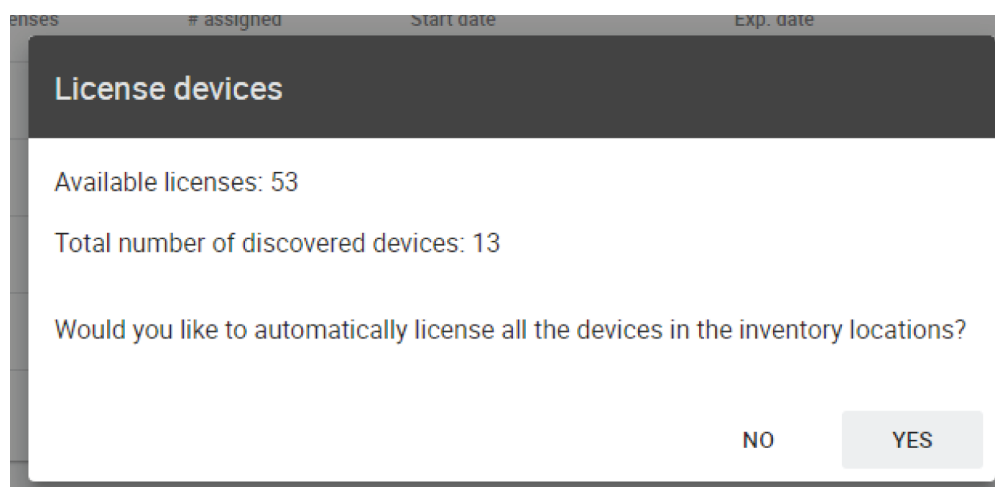 enses # assigned Start date Exp. date
License devices
Available licenses: 53
Total number of discovered devices: 13
Would you like to automatically license all the devices in the inventory locations?
NO YES